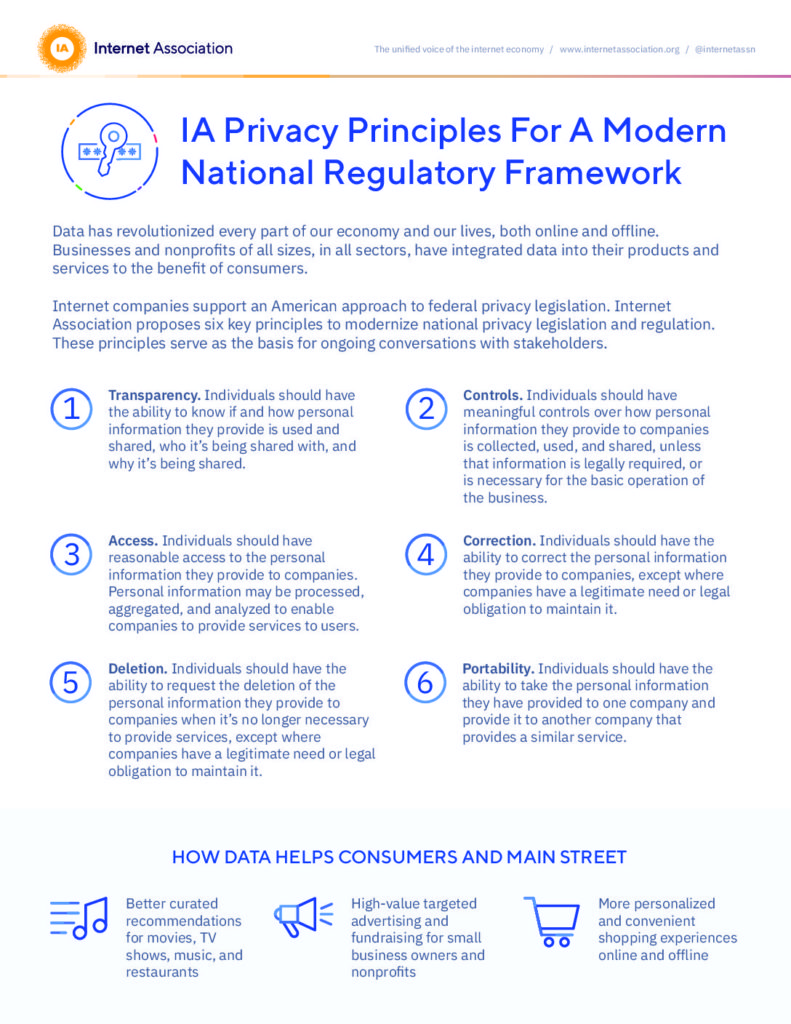 IA
Internet Association
The unified voice of the internet economy / www.internetassociation.org / @internetassn
IA Privacy Principles For A Modern
National Regulatory Framework
Data has revolutionized every part of our economy and our lives, both online and offline.
Businesses and nonprofits of all sizes, in all sectors, have integrated data into their products and
services to the benefit of consumers.
Internet companies support an American approach to federal privacy legislation. Internet
Association proposes six key principles to modernize national privacy legislation and regulation.
These principles serve as the basis for ongoing conversations with stakeholders.
1
Transparency. Individuals should have
the ability to know if and how personal
information they provide is used and
shared, who it's being shared with, and
why it's being shared.
2
Controls. Individuals should have
meaningful controls over how personal
information they provide to companies
is collected, used, and shared, unless
that information is legally required, or
is necessary for the basic operation of
the business.
3
Access. Individuals should have
reasonable access to the personal
information they provide to companies.
Personal information may be processed,
aggregated, and analyzed to enable
companies to provide services to users.
4
Correction. Individuals should have the
ability to correct the personal information
they provide to companies, except where
companies have a legitimate need or legal
obligation to maintain it.
5
Deletion. Individuals should have the
ability to request the deletion of the
personal information they provide to
companies when it's no longer necessary
to provide services, except where
companies have a legitimate need or legal
obligation to maintain it.
6
Portability. Individuals should have the
ability to take the personal information
they have provided to one company and
provide it to another company that
provides a similar service.
HOW DATA HELPS CONSUMERS AND MAIN STREET
Better curated
recommendations
for movies, TV
shows, music, and
restaurants
High-value targeted
advertising and
fundraising for small
business owners and
nonprofits
More personalized
and convenient
shopping experiences
online and offline